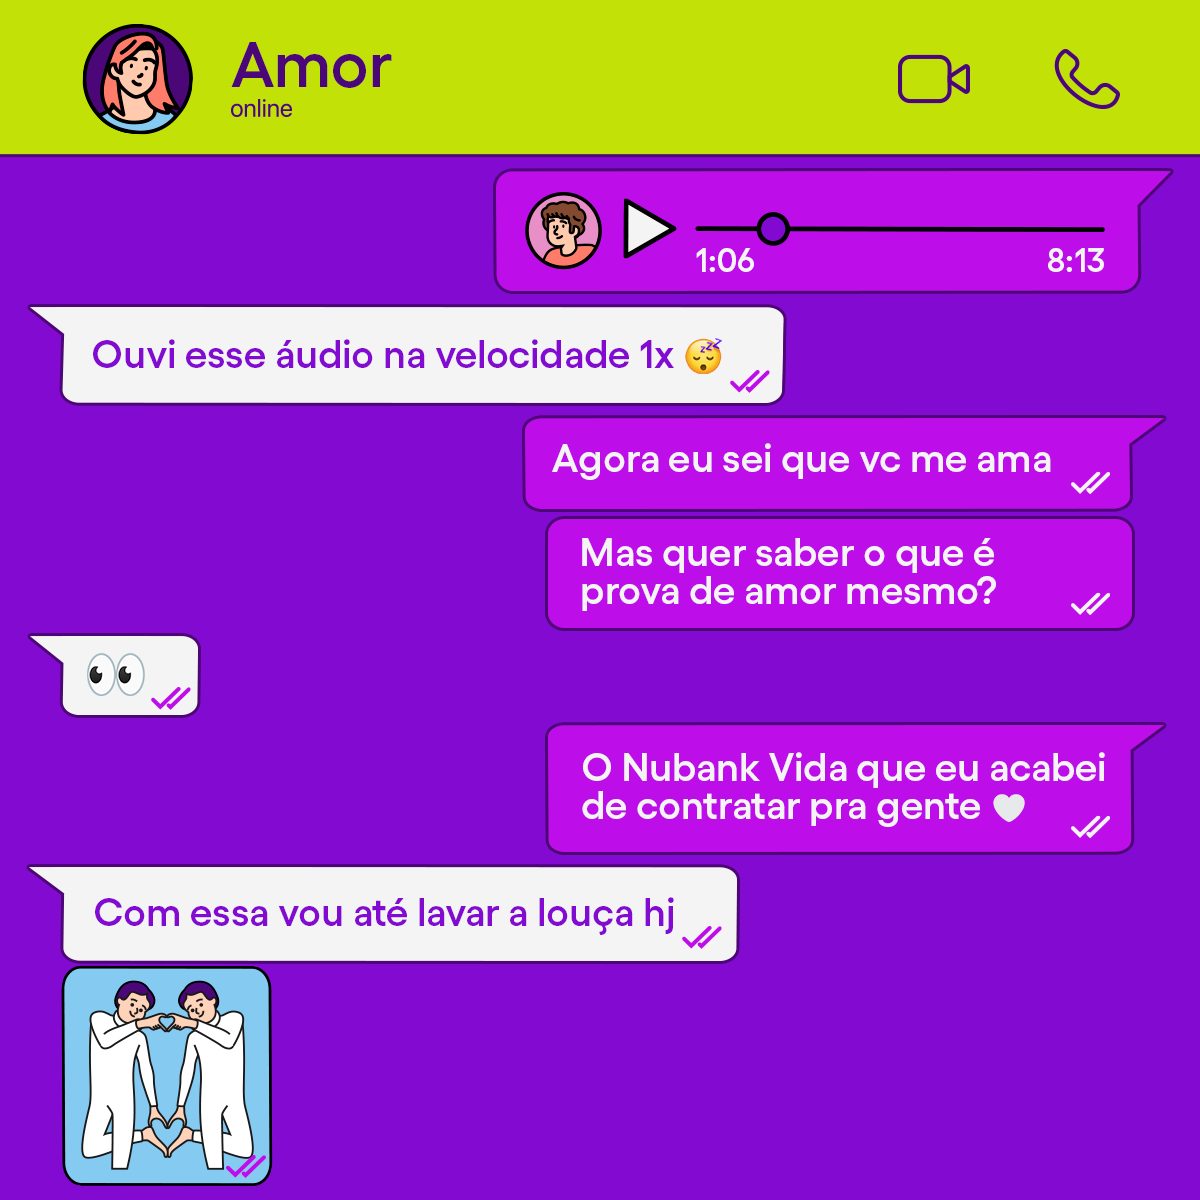 Amor
online
1:06 8:13
Ouvi esse áudio na velocidade 1x 😴
Agora eu sei que vc me ama
Mas quer saber o que é
prova de amor mesmo?
👀
O Nubank Vida que eu acabei
de contratar pra gente 🤍
Com essa vou até lavar a louça hj